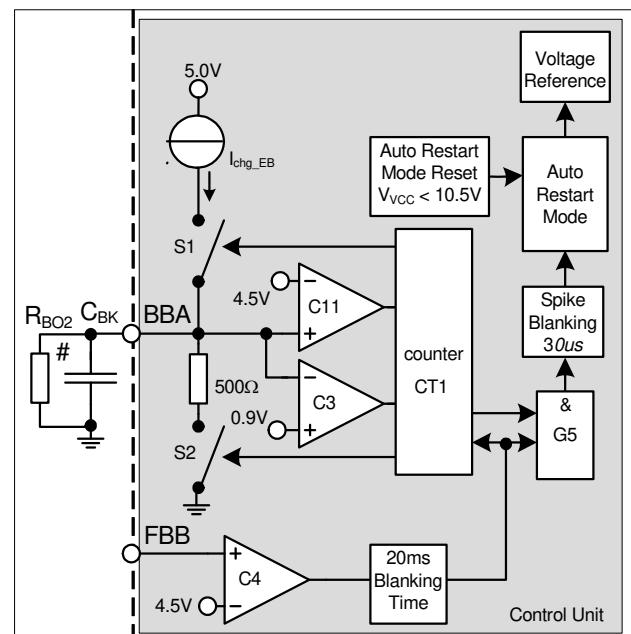 5.0V
I_chg_EB
S1
Voltage
Reference
Auto Restart
Mode Reset
V_VCC < 10.5V
Auto
Restart
Mode
4.5V
C11
R_BO2
C_BK
BBA
#
500Ω
C3
0.9V
S2
counter
CT1
Spike
Blanking
30us
&
G5
FBB
C4
4.5V
20ms
Blanking
Time
Control Unit